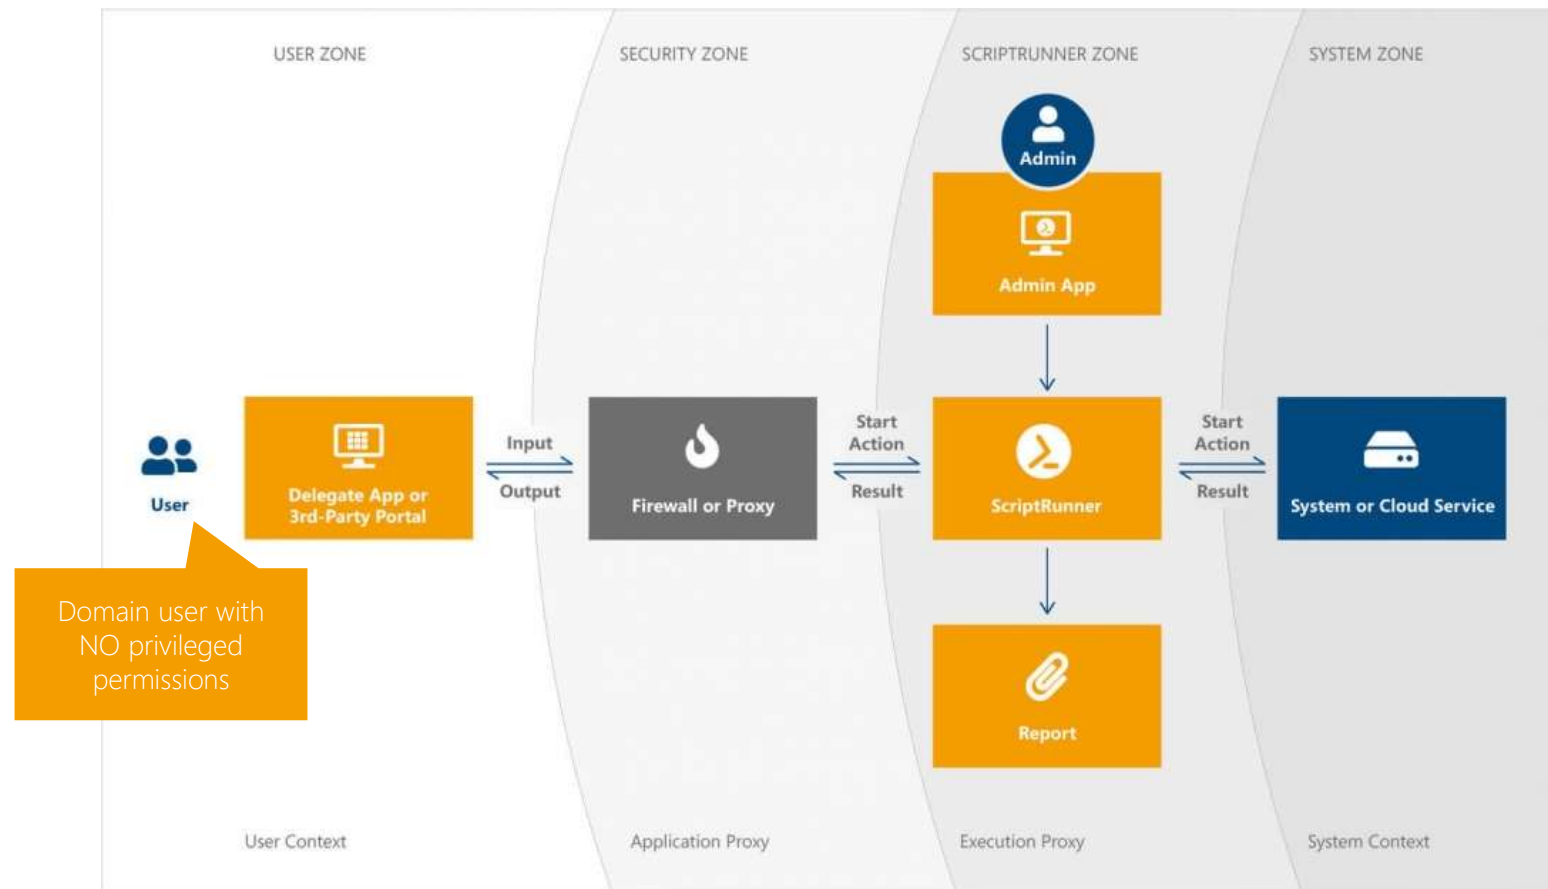 USER ZONE
SECURITY ZONE
SCRIPTRUNNER ZONE
SYSTEM ZONE
Admin
Admin App
User
Delegate App or
3rd-Party Portal
Input
Output
Firewall or Proxy
Start
Action
Result
ScriptRunner
Start
Action
Result
System or Cloud Service
Domain user with
NO privileged
permissions
Report
User Context
Application Proxy
Execution Proxy
System Context